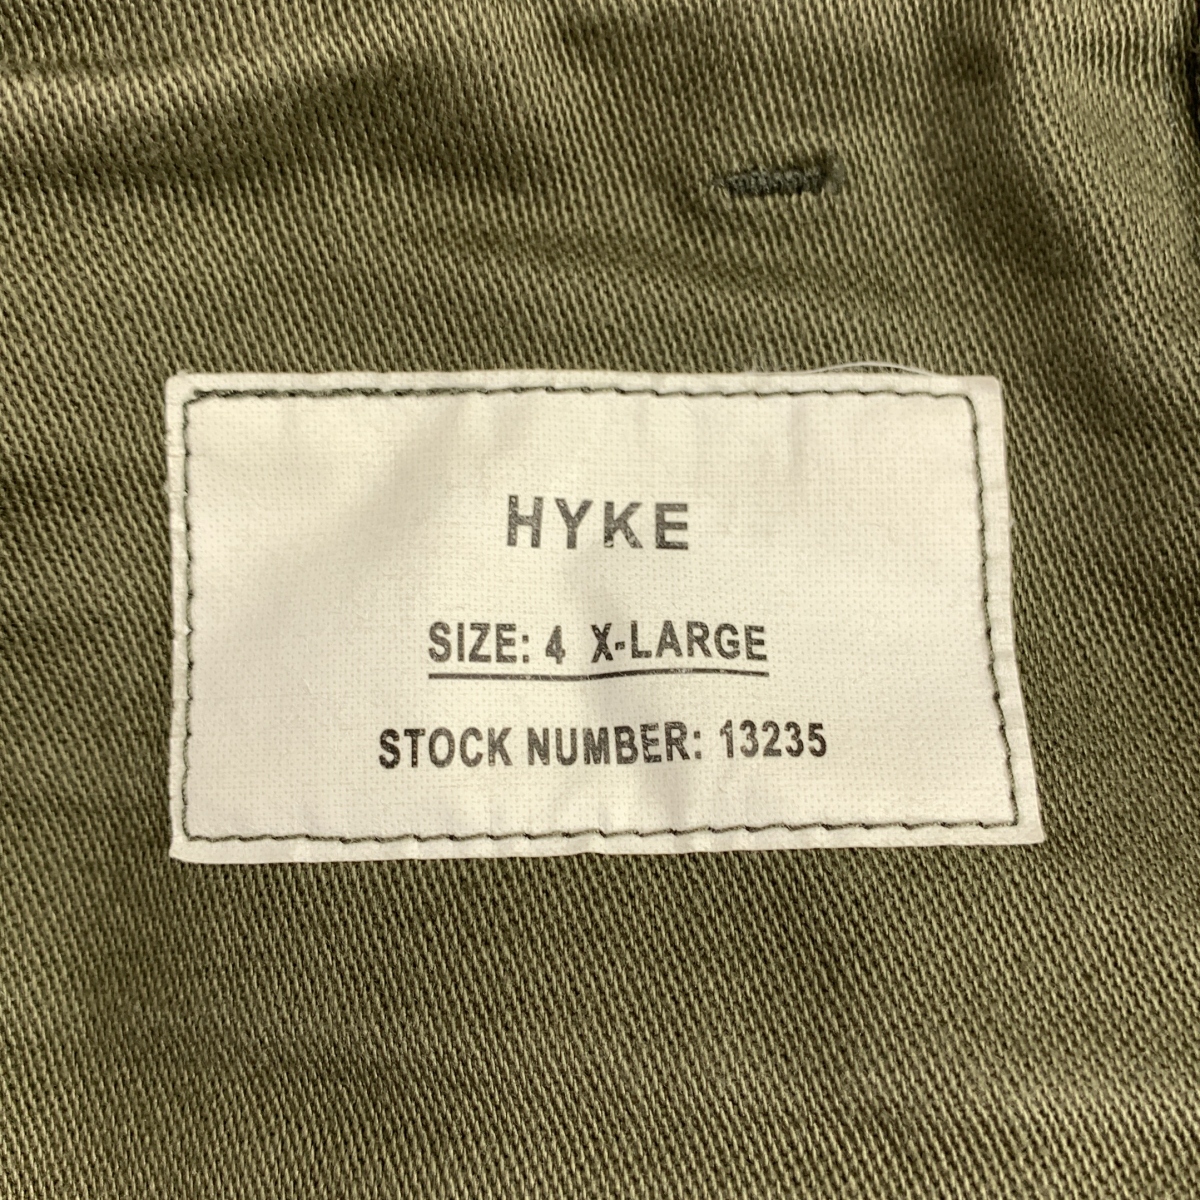 HYKE
SIZE: 4 X-LARGE
STOCK NUMBER: 13235